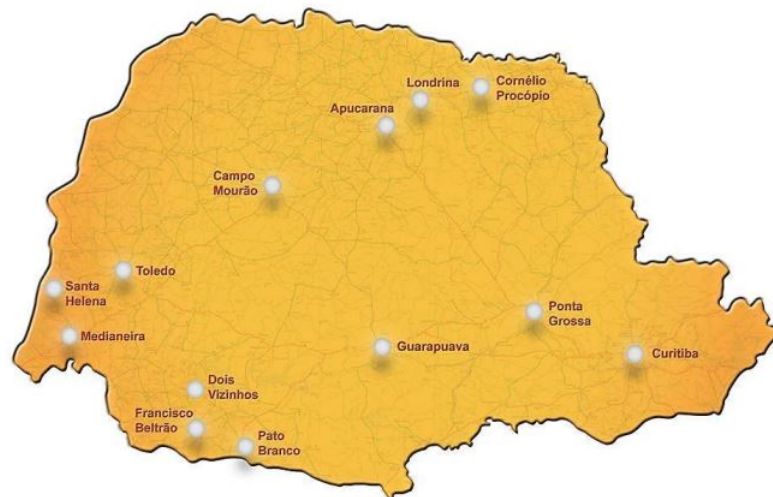 Londrina
Cornélio
Procópio
Apucarana
Campo
Mourão
Toledo
Santa
Helena
Medianeira
Ponta
Grossa
Guarapuava
Curitiba
Dois
Vizinhos
Francisco
Beltrão
Pato
Branco